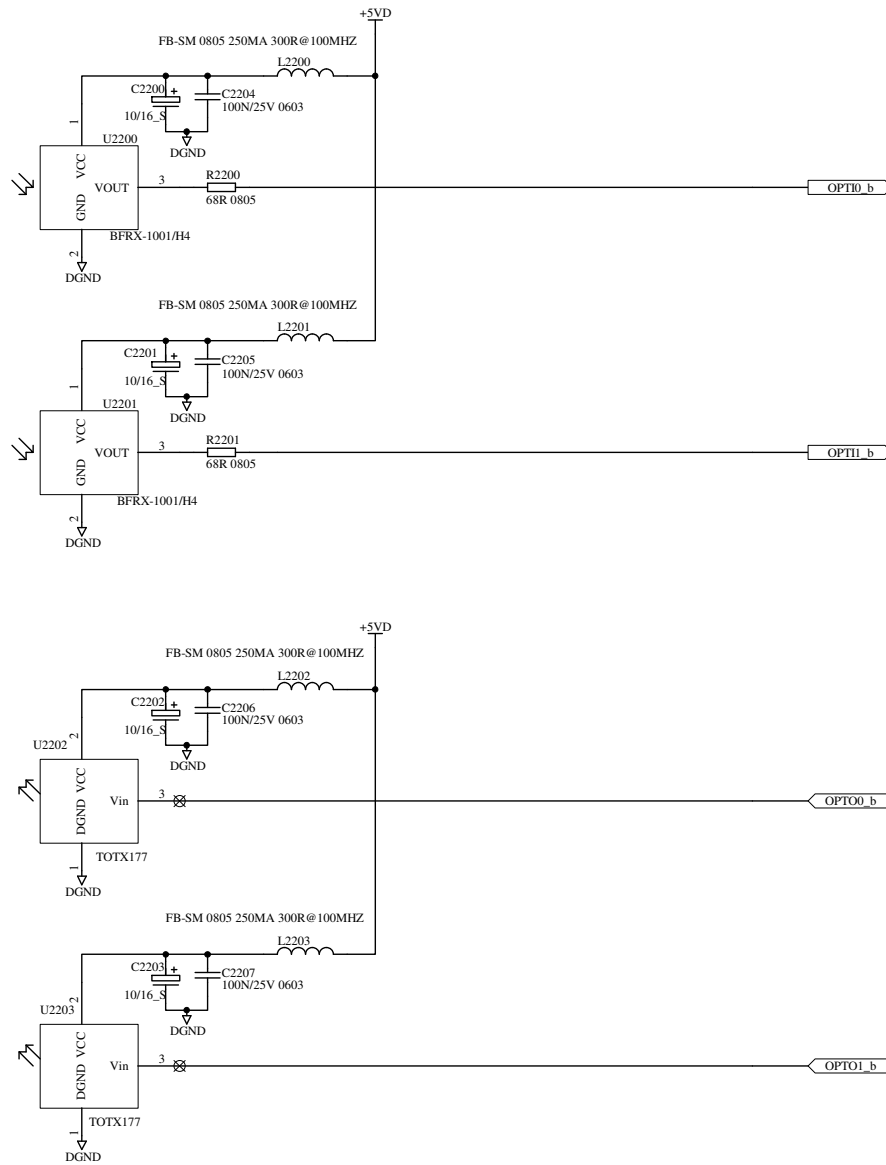 +5VD
FB-SM 0805 250MA 300R@100MHZ
L2200
C2200
+
10/16_S
C2204
100N/25V 0603
DGND
1
U2200
VCC
GND
VOUT
3
R2200
68R 0805
OPTI0_b
BFRX-1001/H4
2
DGND
FB-SM 0805 250MA 300R@100MHZ
L2201
C2201
+
10/16_S
C2205
100N/25V 0603
DGND
1
U2201
VCC
GND
VOUT
3
R2201
68R 0805
OPTI1_b
BFRX-1001/H4
2
DGND
+5VD
FB-SM 0805 250MA 300R@100MHZ
L2202
C2202
+
10/16_S
C2206
100N/25V 0603
DGND
2
U2202
DGND VCC
Vin
3
OPTO0_b
TOTX177
1
DGND
FB-SM 0805 250MA 300R@100MHZ
L2203
C2203
+
10/16_S
C2207
100N/25V 0603
DGND
2
U2203
DGND VCC
Vin
3
OPTO1_b
TOTX177
1
DGND